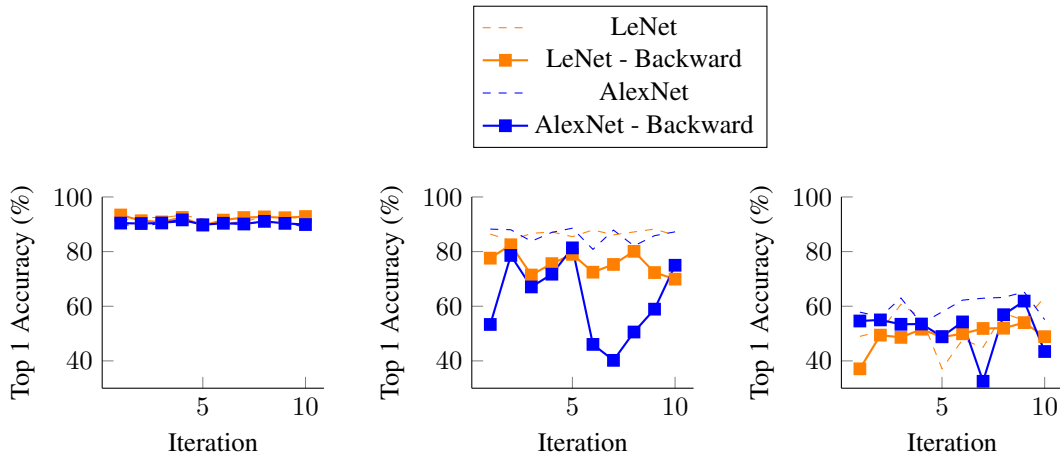 LeNet
LeNet - Backward
AlexNet
AlexNet - Backward
Top 1 Accuracy (%)
100
80
60
40
5
10
Iteration
Top 1 Accuracy (%)
100
80
60
40
5
10
Iteration
Top 1 Accuracy (%)
100
80
60
40
5
10
Iteration